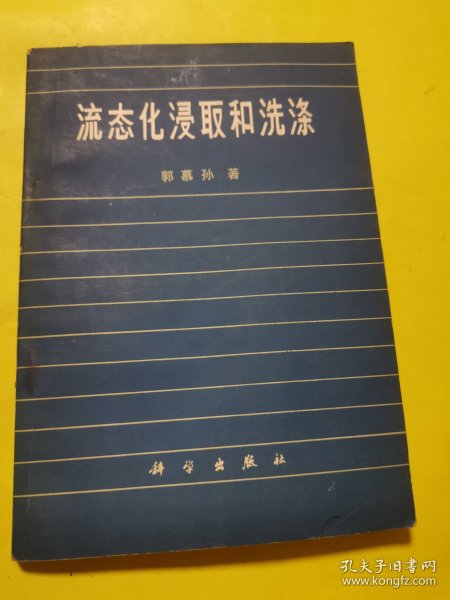 流态化浸取和洗涤
郭慕孙 著
科学出版社
孔夫子旧书网
www.kongfz.com